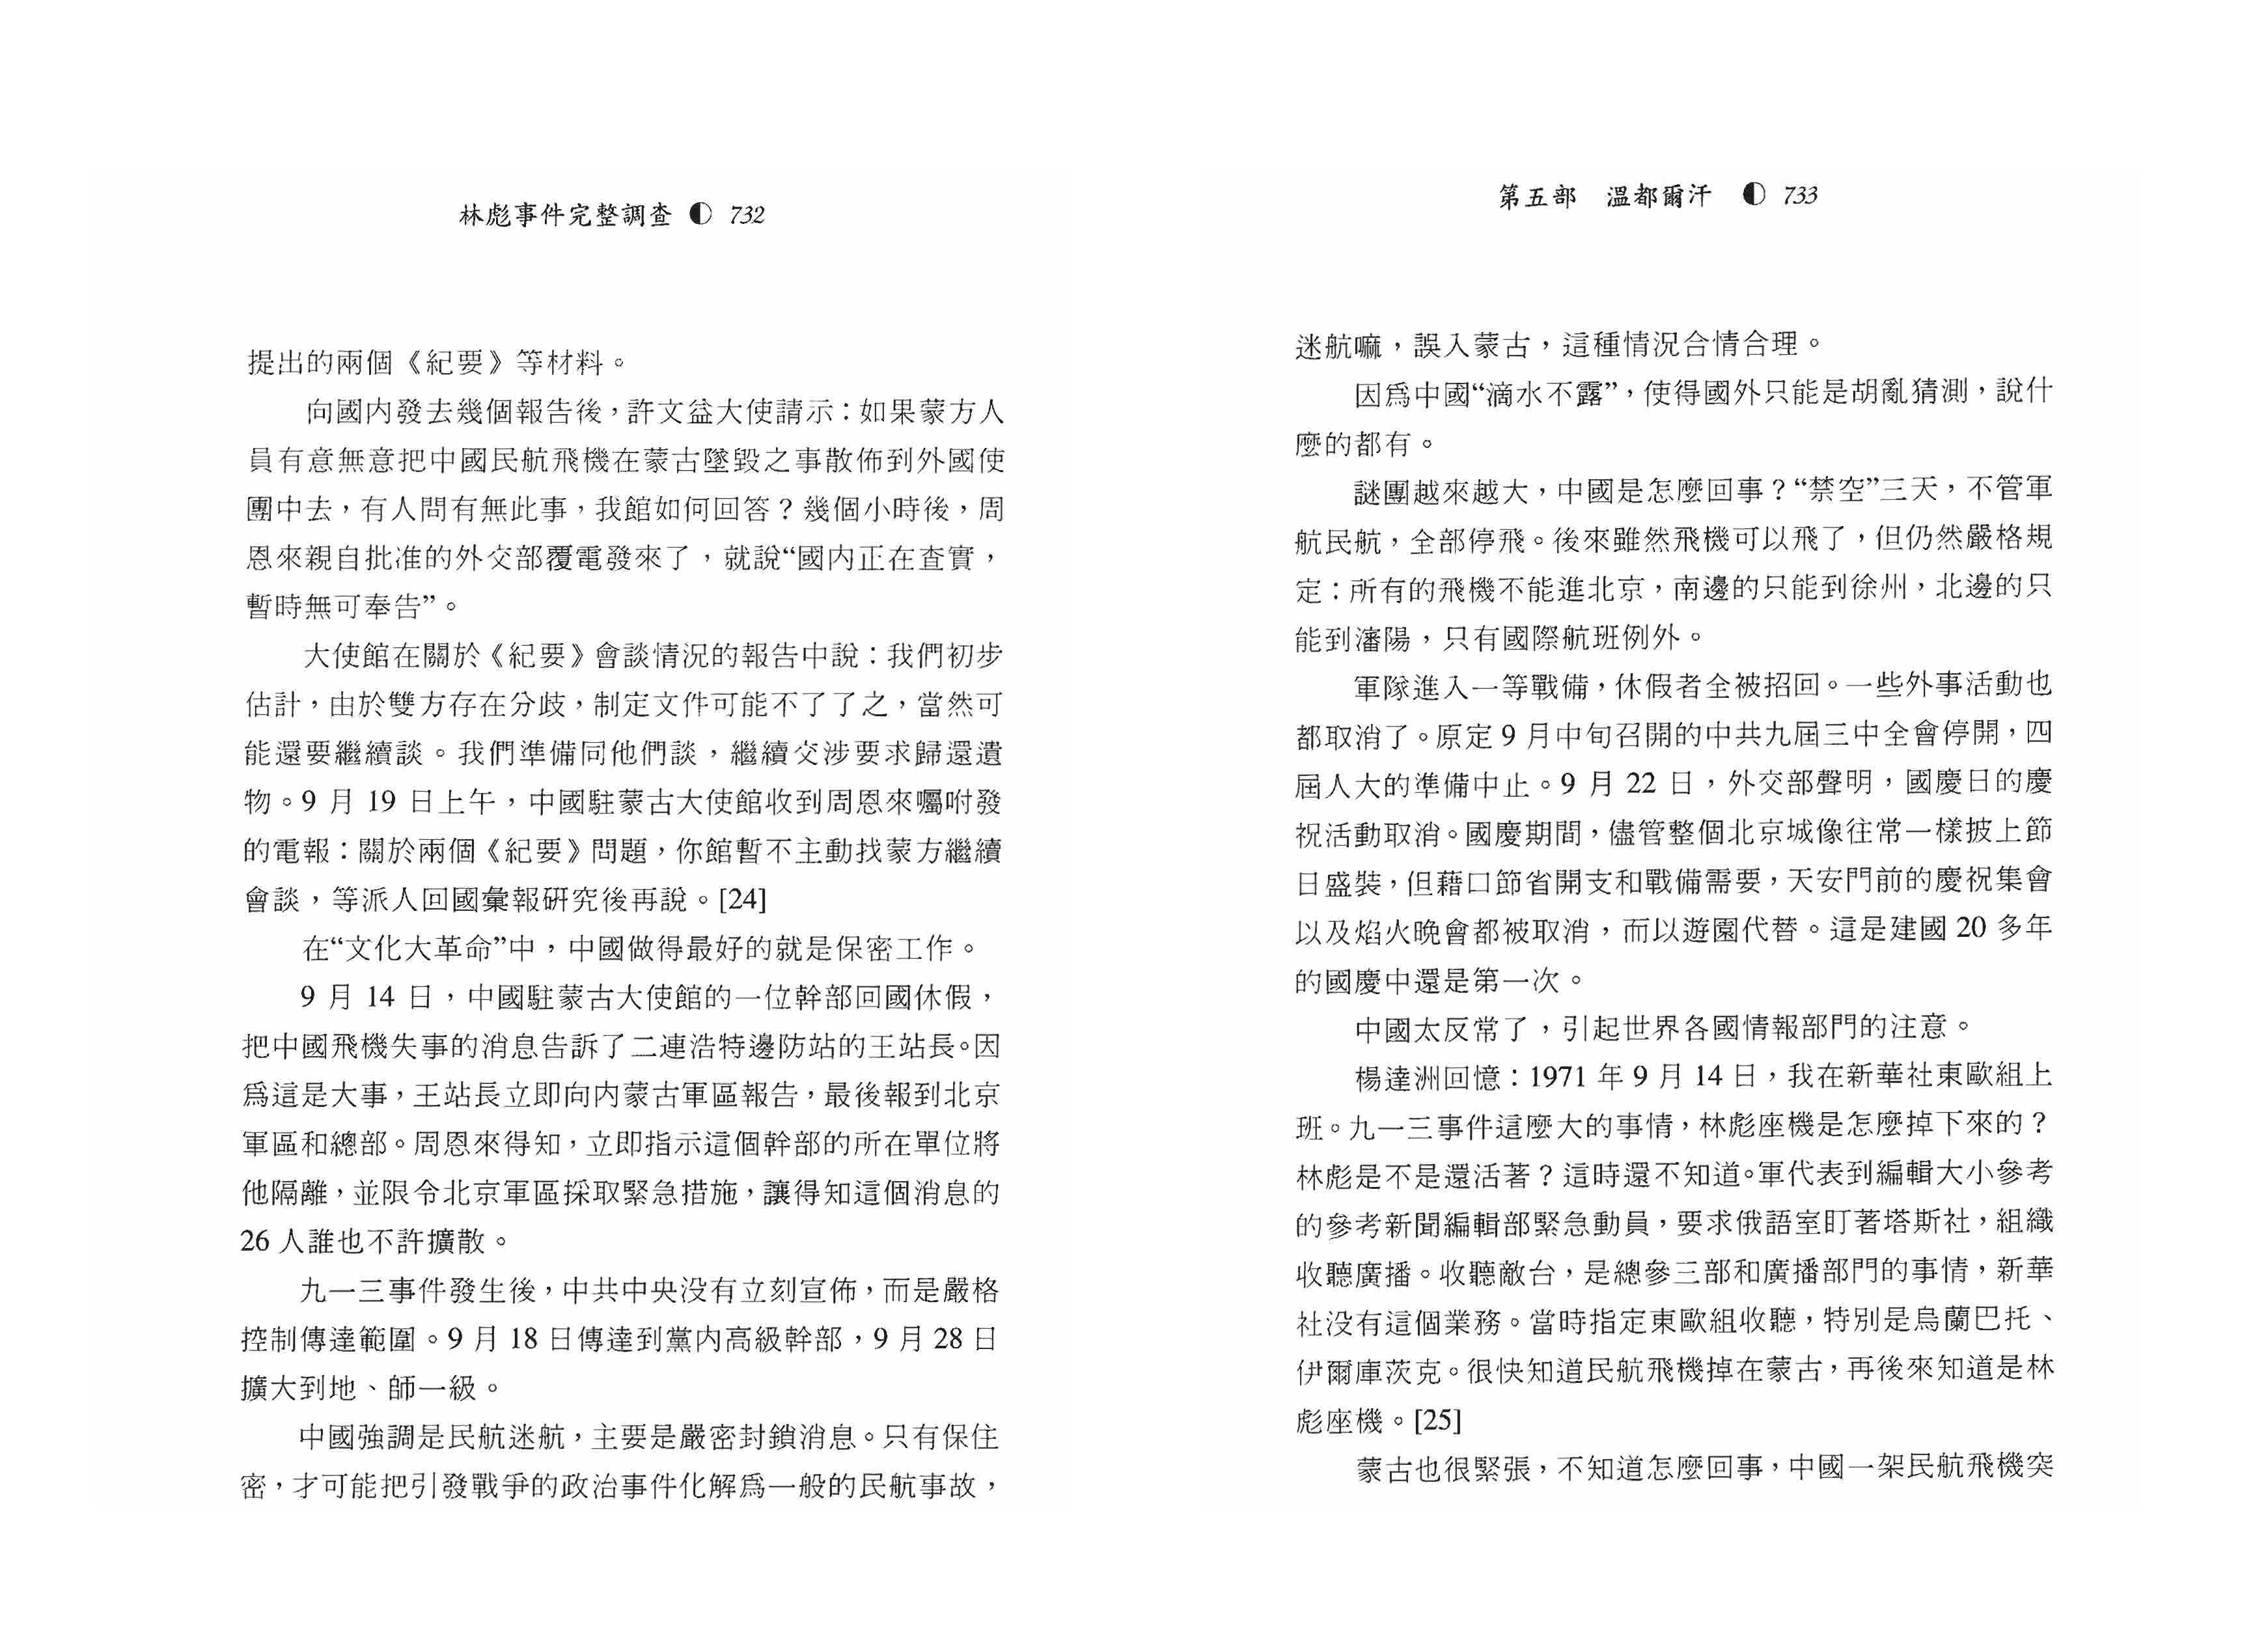 林彪事件完整調查 ◐ 732
提出的兩個《紀要》等材料。
向國内發去幾個報告後，許文益大使請示：如果蒙方人
員有意無意把中國民航飛機在蒙古墜毀之事散佈到外國使
團中去，有人問有無此事，我館如何回答？幾個小時後，周
恩來親自批准的外交部覆電發來了，就說“國内正在查實，
暫時無可奉告”。
大使館在關於《紀要》會談情況的報告中說：我們初步
估計，由於雙方存在分歧，制定文件可能不了了之，當然可
能還要繼續談。我們準備同他們談，繼續交涉要求歸還遺
物。9 月 19 日上午，中國駐蒙古大使館收到周恩來囑咐發
的電報：關於兩個《紀要》問題，你館暫不主動找蒙方繼續
會談，等派人回國彙報研究後再說。[24]
在“文化大革命”中，中國做得最好的就是保密工作。
9 月 14 日，中國駐蒙古大使館的一位幹部回國休假，
把中國飛機失事的消息告訴了二連浩特邊防站的王站長。因
爲這是大事，王站長立即向内蒙古軍區報告，最後報到北京
軍區和總部。周恩來得知，立即指示這個幹部的所在單位將
他隔離，並限令北京軍區採取緊急措施，讓得知這個消息的
26 人誰也不許擴散。
九一三事件發生後，中共中央没有立刻宣佈，而是嚴格
控制傳達範圍。9 月 18 日傳達到黨内高級幹部，9 月 28 日
擴大到地、師一級。
中國強調是民航迷航，主要是嚴密封鎖消息。只有保住
密，才可能把引發戰爭的政治事件化解爲一般的民航事故，
第五部 溫都爾汗 ◐ 733
迷航嘛，誤入蒙古，這種情況合情合理。
因爲中國“滴水不露”，使得國外只能是胡亂猜測，說什
麼的都有。
謎團越來越大，中國是怎麼回事？“禁空”三天，不管軍
航民航，全部停飛。後來雖然飛機可以飛了，但仍然嚴格規
定：所有的飛機不能進北京，南邊的只能到徐州，北邊的只
能到瀋陽，只有國際航班例外。
軍隊進入一等戰備，休假者全被招回。一些外事活動也
都取消了。原定 9 月中旬召開的中共九屆三中全會停開，四
屆人大的準備中止。9 月 22 日，外交部聲明，國慶日的慶
祝活動取消。國慶期間，儘管整個北京城像往常一樣披上節
日盛裝，但藉口節省開支和戰備需要，天安門前的慶祝集會
以及焰火晚會都被取消，而以遊園代替。這是建國 20 多年
的國慶中還是第一次。
中國太反常了，引起世界各國情報部門的注意。
楊達洲回憶：1971 年 9 月 14 日，我在新華社東歐組上
班。九一三事件這麼大的事情，林彪座機是怎麼掉下來的？
林彪是不是還活著？這時還不知道。軍代表到編輯大小參考
的參考新聞編輯部緊急動員，要求俄語室盯著塔斯社，組織
收聽廣播。收聽敵台，是總參三部和廣播部門的事情，新華
社没有這個業務。當時指定東歐組收聽，特別是烏蘭巴托、
伊爾庫茨克。很快知道民航飛機掉在蒙古，再後來知道是林
彪座機。[25]
蒙古也很緊張，不知道怎麼回事，中國一架民航飛機突